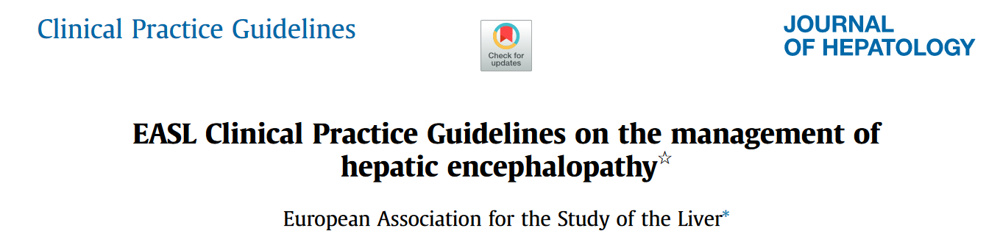 Clinical Practice Guidelines
Check for
updates
JOURNAL
OF HEPATOLOGY
EASL Clinical Practice Guidelines on the management of
hepatic encephalopathy☆
European Association for the Study of the Liver*